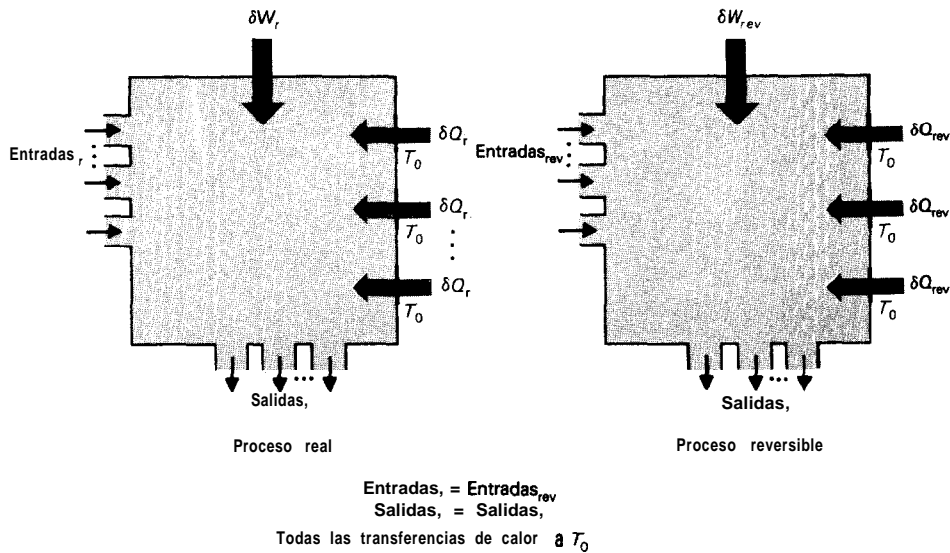 δW_r
δQ_r
T_0
Entradas_r
δQ_r
T_0
δQ_r
T_0
Salidas,
Proceso real
δW_rev
δQ_rev
T_0
Entradas_rev
δQ_rev
T_0
δQ_rev
T_0
Salidas,
Proceso reversible
Entradas, = Entradas_rev
Salidas, = Salidas,
Todas las transferencias de calor a T_0